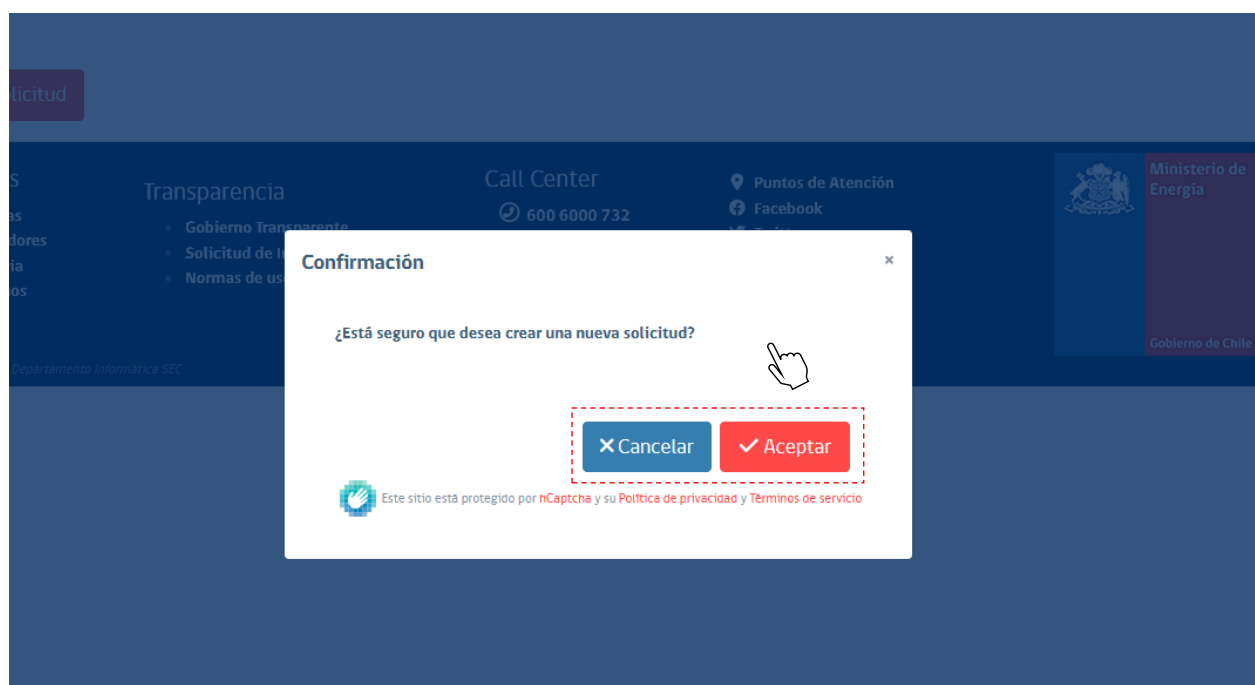 licitud
s
Transparencia
Call Center
Puntos de Atención
Ministerio de
Energía
as
Gobierno Transparente
600 6000 732
Facebook
dores
Solicitud de I
ia
Normas de us
os
Confirmación
×
¿Está seguro que desea crear una nueva solicitud?
Departamento Informática SEC
Gobierno de Chile
Cancelar
Aceptar
Este sitio está protegido por hCaptcha y su Política de privacidad y Términos de servicio